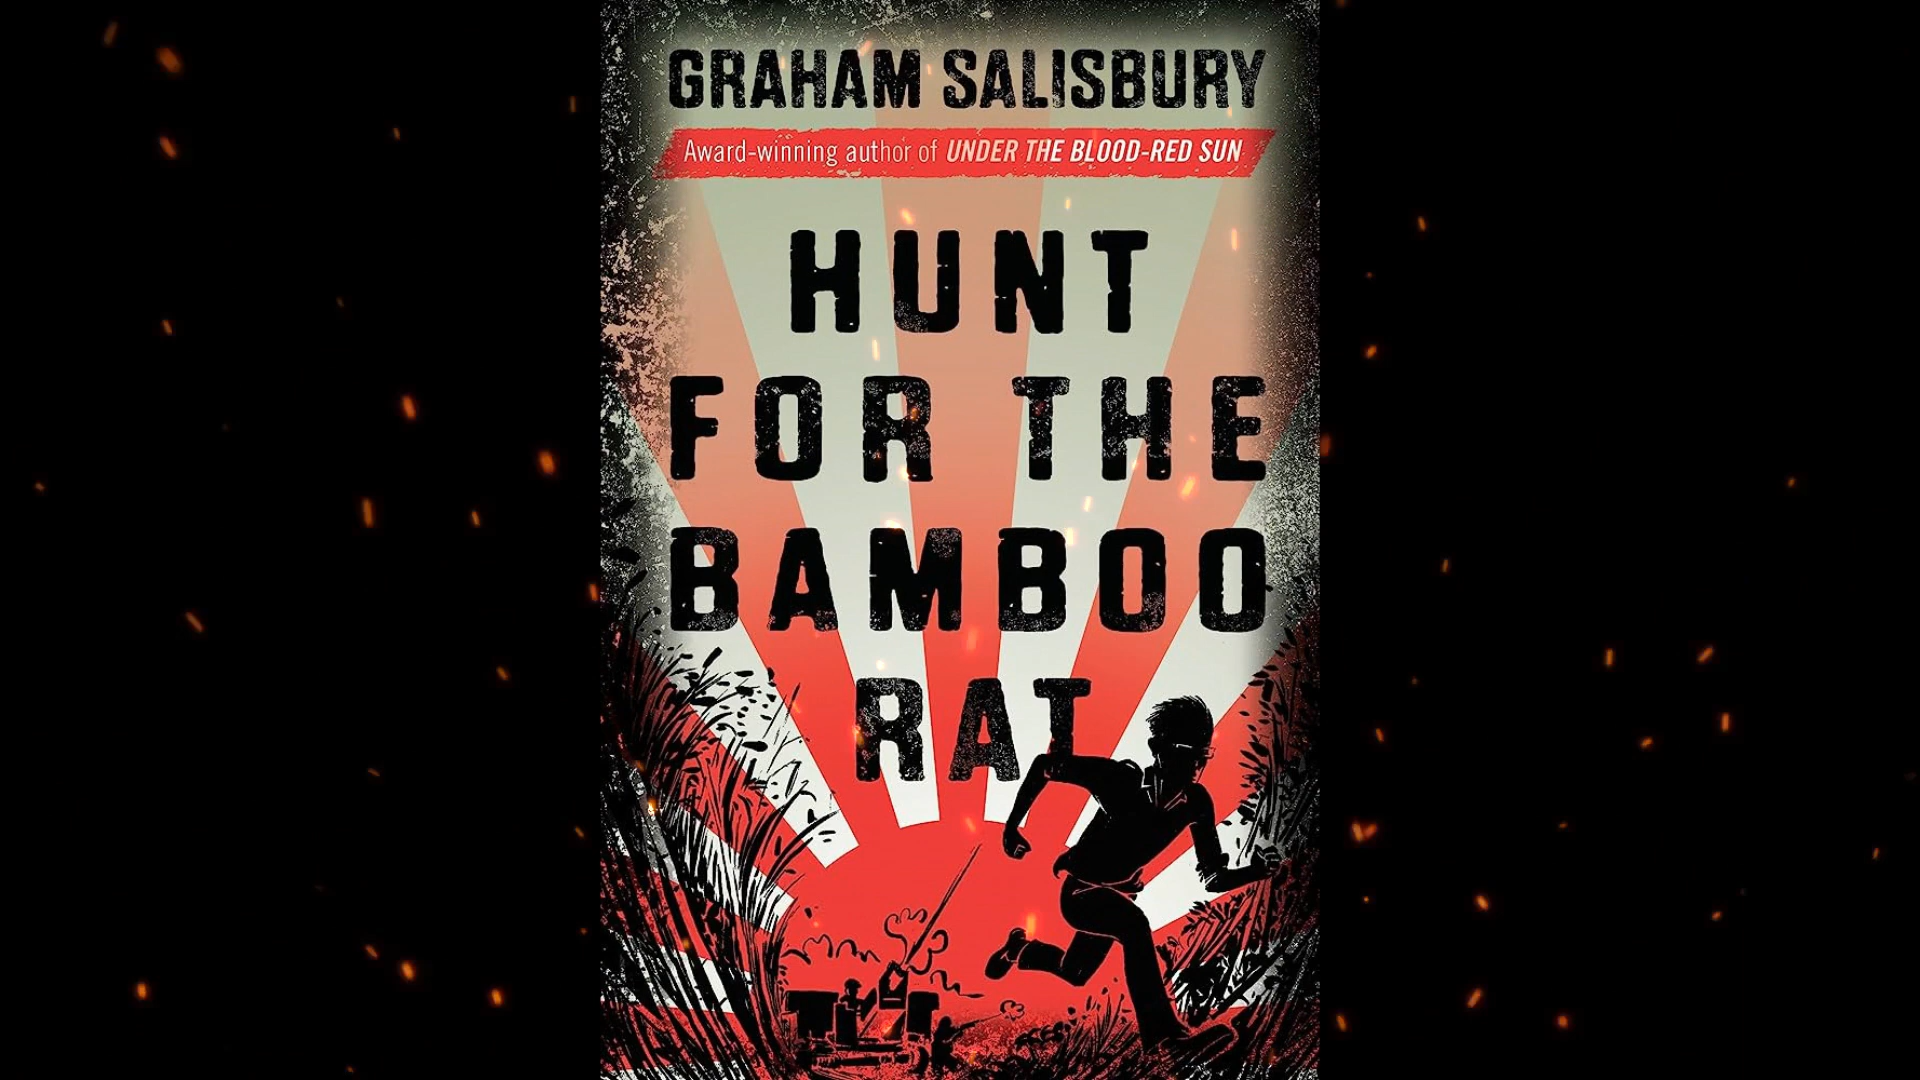 GRAHAM SALISBURY
Award-winning author of UNDER THE BLOOD-RED SUN
HUNT
FOR THE
BAMBOO
RAT